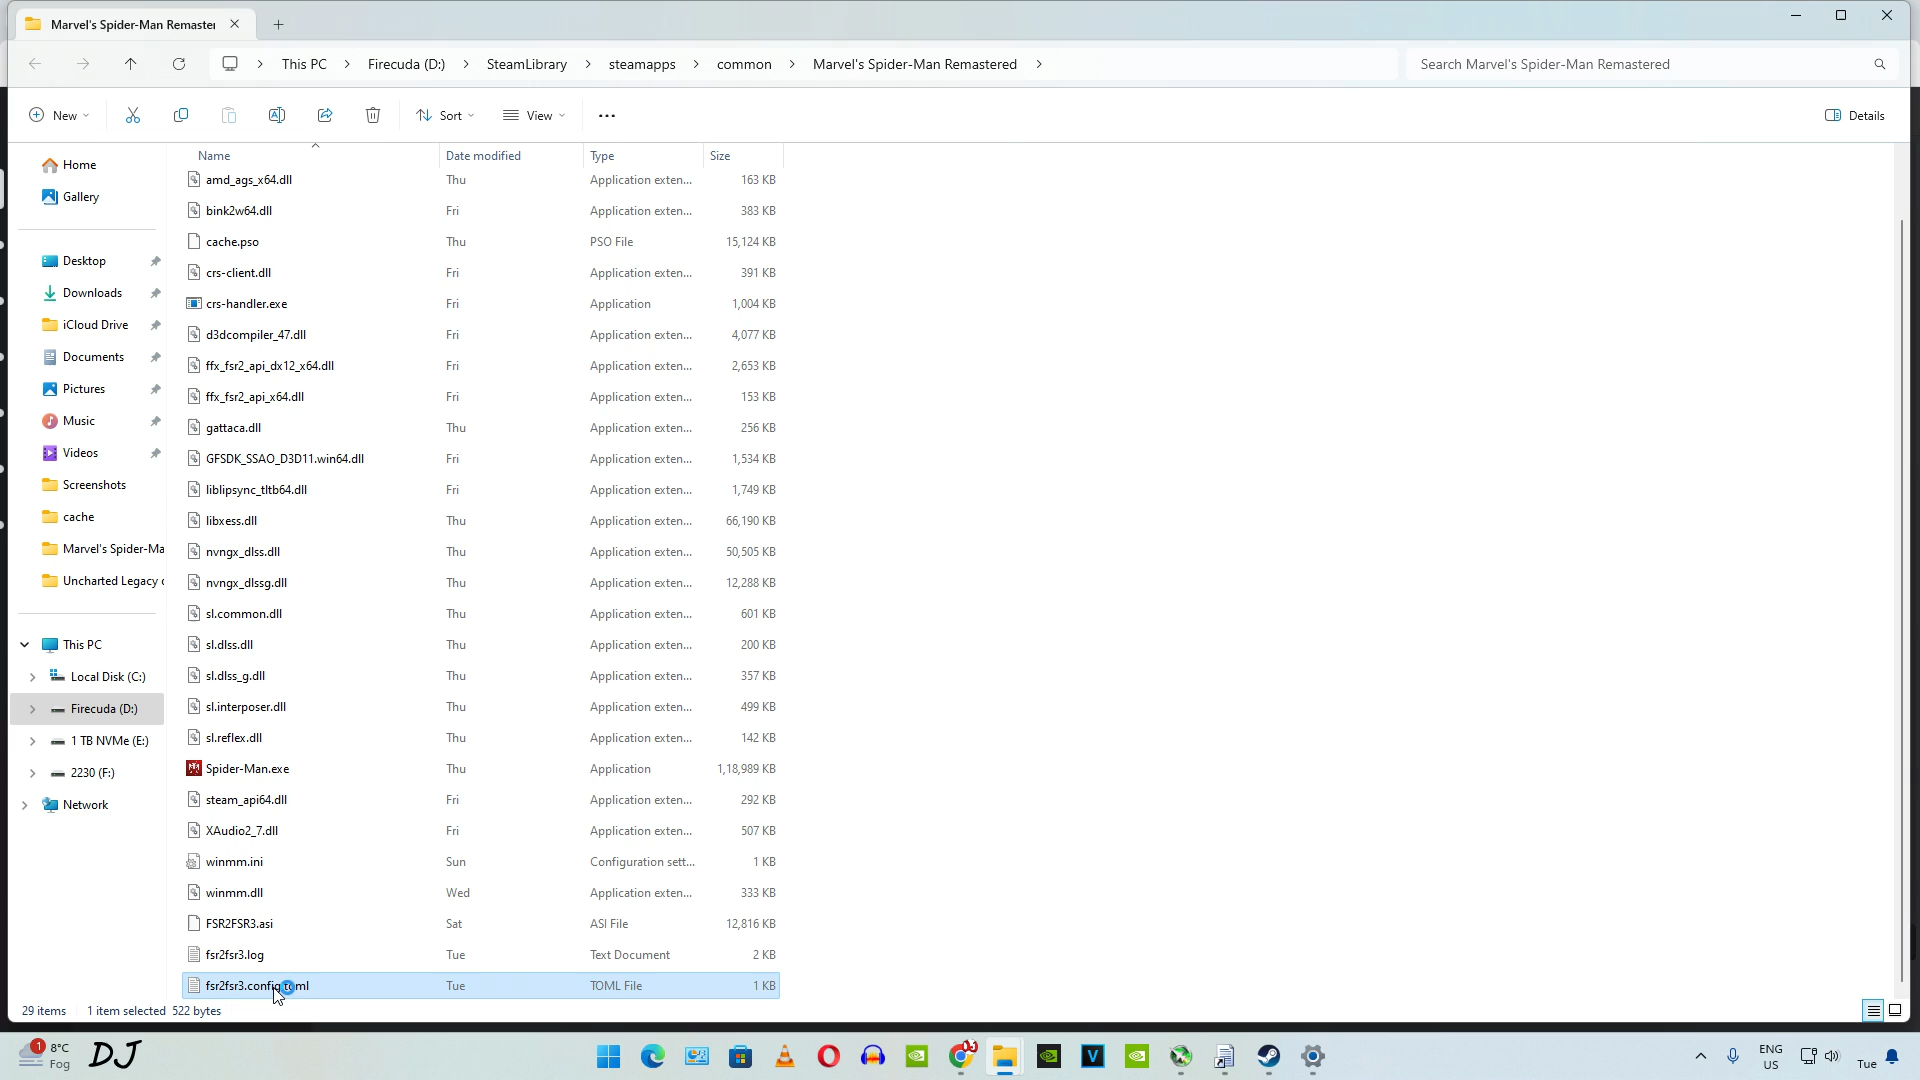 Marvel's Spider-Man Remaster
This PC
Firecuda (D:)
SteamLibrary
steamapps
common
Marvel's Spider-Man Remastered
Search Marvel's Spider-Man Remastered
New
Sort
View
Details
Home
Gallery
Desktop
Downloads
iCloud Drive
Documents
Pictures
Music
Videos
Screenshots
cache
Marvel's Spider-Ma
Uncharted Legacy
This PC
Local Disk (C:)
Firecuda (D:)
1 TB NVMe (E:)
2230 (F:)
Network
Name Date modified Type Size
amd_ags_x64.dll Thu Application exten... 163 KB
bink2w64.dll Fri Application exten... 383 KB
cache.pso Thu PSO File 15,124 KB
crs-client.dll Fri Application exten... 391 KB
crs-handler.exe Fri Application 1,004 KB
d3dcompiler_47.dll Fri Application exten... 4,077 KB
ffx_fsr2_api_dx12_x64.dll Fri Application exten... 2,653 KB
ffx_fsr2_api_x64.dll Fri Application exten... 153 KB
gattaca.dll Thu Application exten... 256 KB
GFSDK_SSAO_D3D11.win64.dll Fri Application exten... 1,534 KB
liblipsync_tltb64.dll Fri Application exten... 1,749 KB
libxess.dll Thu Application exten... 66,190 KB
nvngx_dlss.dll Thu Application exten... 50,505 KB
nvngx_dlssg.dll Thu Application exten... 12,288 KB
sl.common.dll Thu Application exten... 601 KB
sl.dlss.dll Thu Application exten... 200 KB
sl.dlss_g.dll Thu Application exten... 357 KB
sl.interposer.dll Thu Application exten... 499 KB
sl.reflex.dll Thu Application exten... 142 KB
Spider-Man.exe Thu Application 1,18,989 KB
steam_api64.dll Fri Application exten... 292 KB
XAudio2_7.dll Fri Application exten... 507 KB
winmm.ini Sun Configuration sett... 1 KB
winmm.dll Wed Application exten... 333 KB
FSR2FSR3.asi Sat ASI File 12,816 KB
fsr2fsr3.log Tue Text Document 2 KB
fsr2fsr3.config.toml Tue TOML File 1 KB
29 items 1 item selected 522 bytes
1
8°C
Fog
DJ
V
ENG
US
Tue